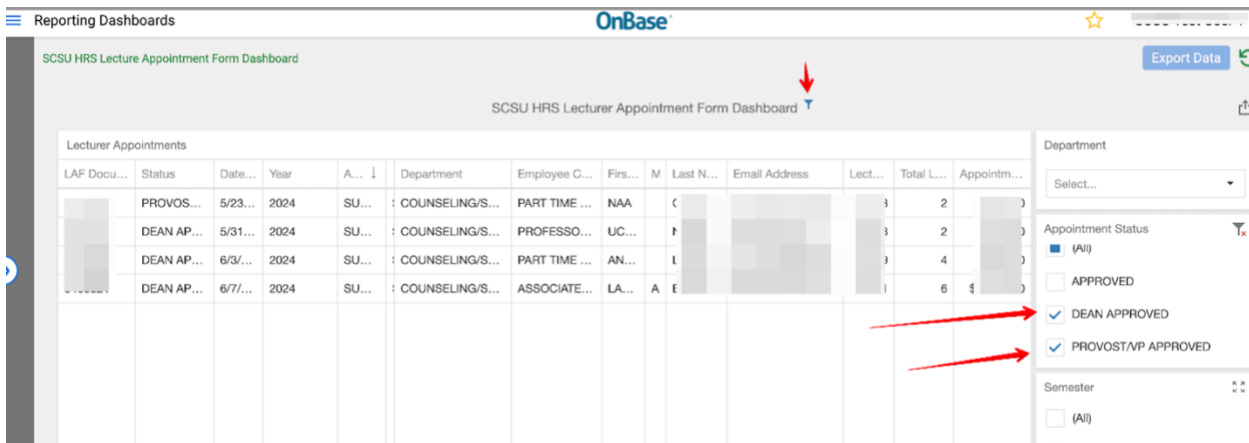 Reporting Dashboards
OnBase
SCSU HRS Lecture Appointment Form Dashboard
Export Data
SCSU HRS Lecturer Appointment Form Dashboard
Lecturer Appointments
LAF Docu... Status Date... Year A... Department Employee C... Firs... M Last N... Email Address Lect... Total L... Appointm...
PROVOS... 5/23... 2024 SU... COUNSELING/S... PART TIME ... NAA 2
DEAN AP... 5/31... 2024 SU... COUNSELING/S... PROFESSO... UC... 2
DEAN AP... 6/3/... 2024 SU... COUNSELING/S... PART TIME ... AN... 4
DEAN AP... 6/7/... 2024 SU... COUNSELING/S... ASSOCIATE... LA... A 6 $
Department
Select...
Appointment Status
(All)
APPROVED
DEAN APPROVED
PROVOST/VP APPROVED
Semester
(All)